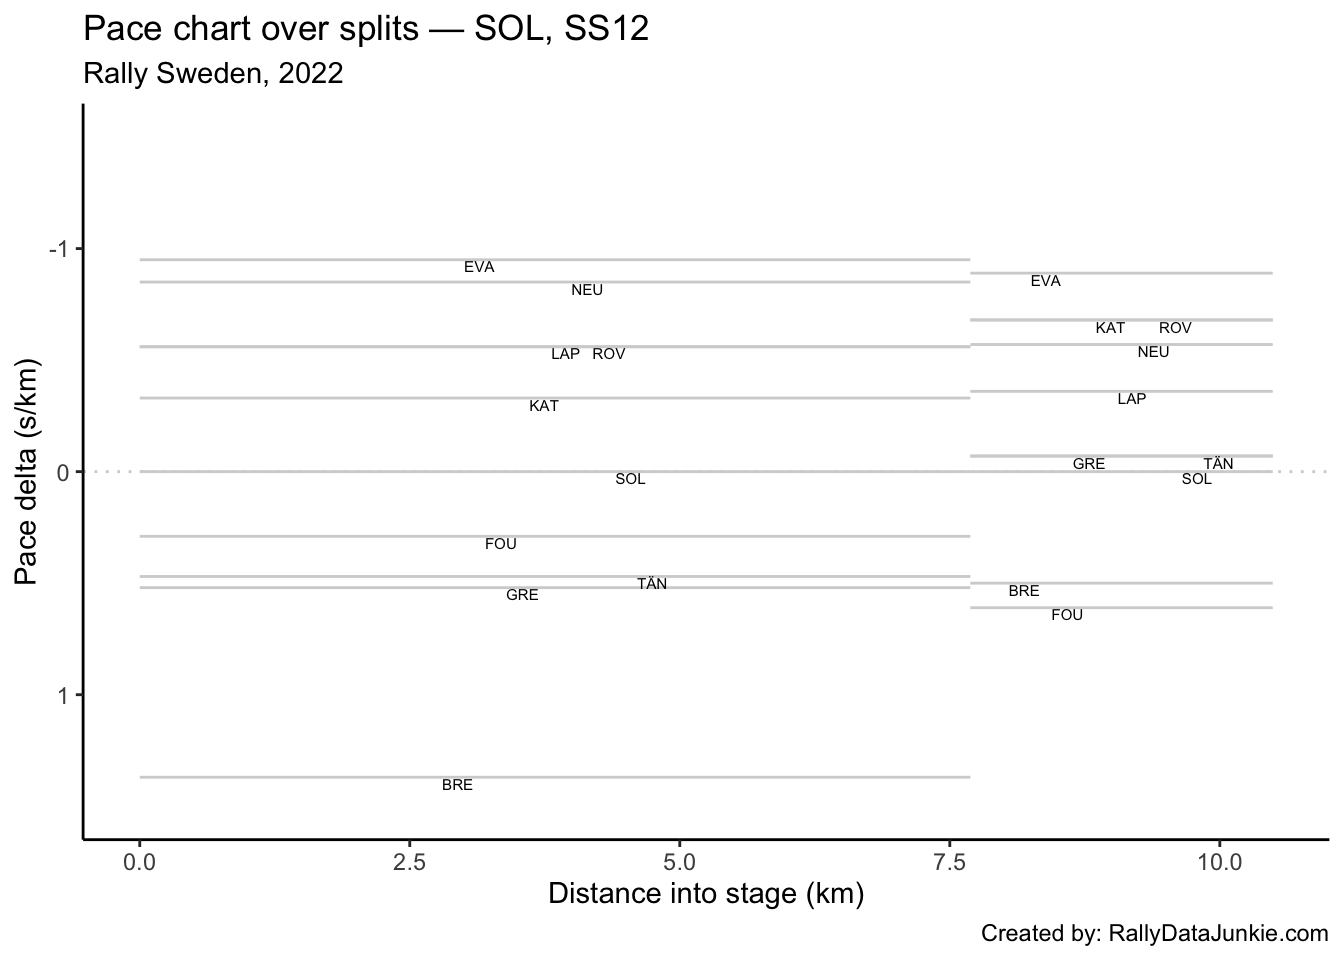 Pace chart over splits — SOL, SS12
Rally Sweden, 2022
-1
EVA
EVA
NEU
KAT ROV
LAP ROV
NEU
KAT
LAP
0
GRE TÄN
SOL
SOL
FOU
TÄN
BRE
GRE
FOU
1
BRE
Pace delta (s/km)
0.0 2.5 5.0 7.5 10.0
Distance into stage (km)
Created by: RallyDataJunkie.com